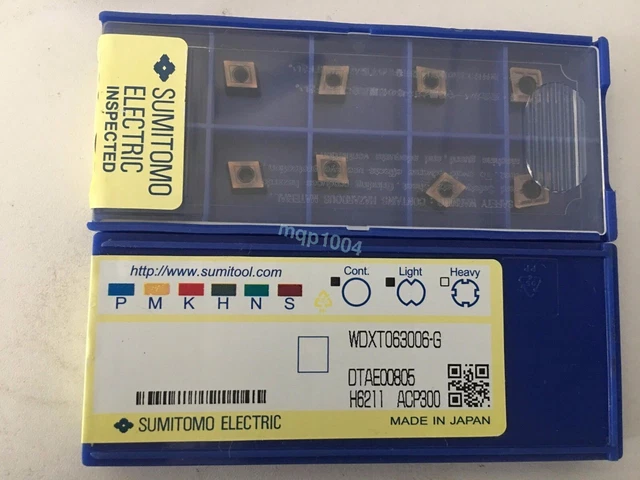 SUMITOMO
ELECTRIC
INSPECTED
mqp1004
http://www.sumitool.com
Cont. Light Heavy
P M K H N S
WDXT063006-G
DTAE00805
H6211 ACP300
SUMITOMO ELECTRIC
MADE IN JAPAN